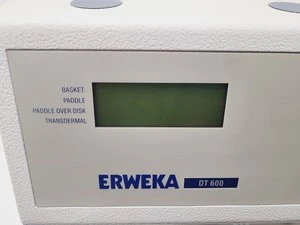 BASKET
PADDLE
PADDLE OVER DISK
TRANSDERMAL
ERWEKA DT 600